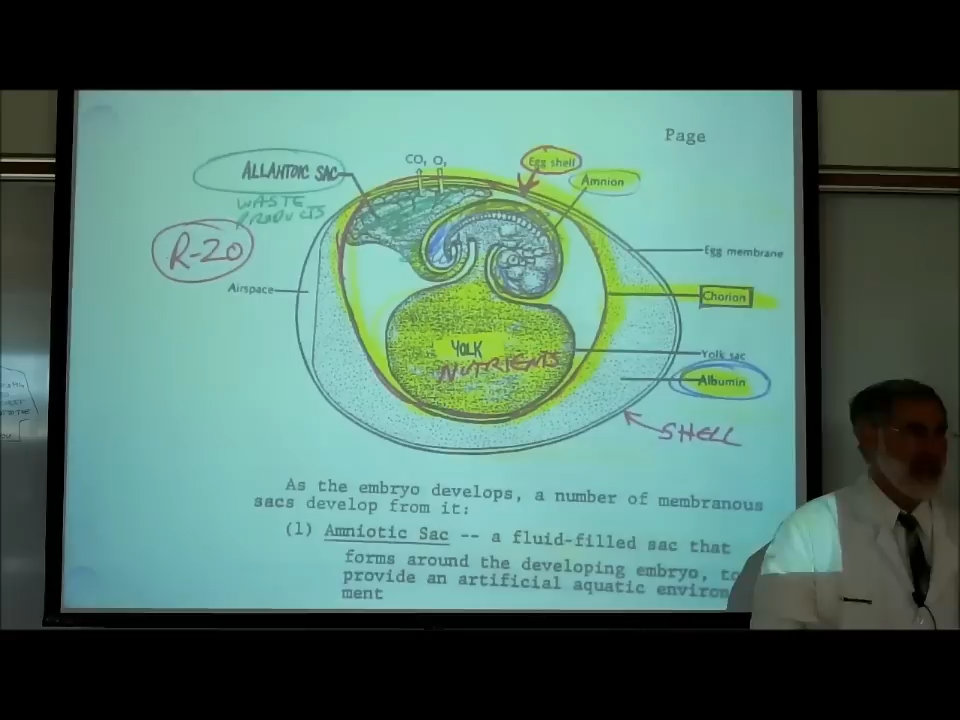 Page
CO₂ O₂
Egg shell
ALLANTOIC SAC
Amnion
WASTE
PRODUCTS
R-20
Egg membrane
Airspace
Chorion
YOLK
Yolk sac
NUTRIENTS
Albumin
SHELL
As the embryo develops, a number of membranous
sacs develop from it:
(1) Amniotic Sac -- a fluid-filled sac that
forms around the developing embryo, to
provide an artificial aquatic environ
ment